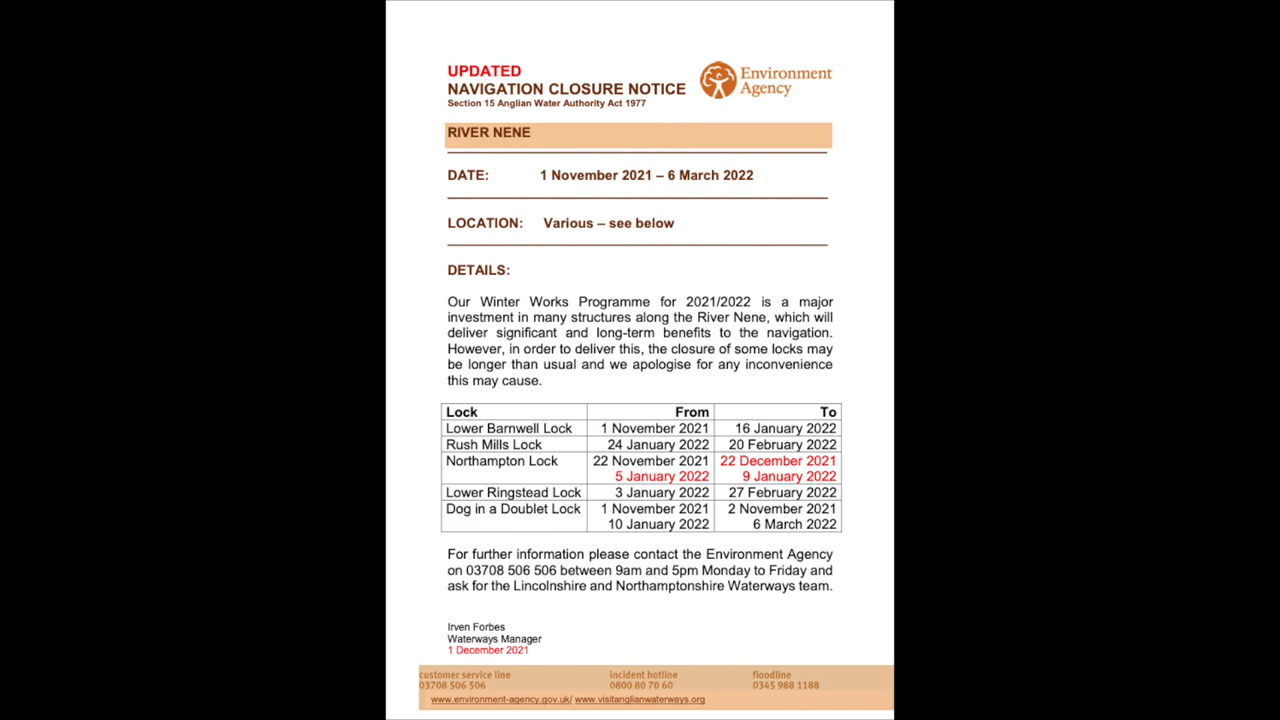 UPDATED
NAVIGATION CLOSURE NOTICE
Section 15 Anglian Water Authority Act 1977
Environment
Agency
RIVER NENE
DATE: 1 November 2021 – 6 March 2022
LOCATION: Various – see below
DETAILS:
Our Winter Works Programme for 2021/2022 is a major
investment in many structures along the River Nene, which will
deliver significant and long-term benefits to the navigation.
However, in order to deliver this, the closure of some locks may
be longer than usual and we apologise for any inconvenience
this may cause.
Lock From To
Lower Barnwell Lock 1 November 2021 16 January 2022
Rush Mills Lock 24 January 2022 20 February 2022
Northampton Lock 22 November 2021 22 December 2021
5 January 2022 9 January 2022
Lower Ringstead Lock 3 January 2022 27 February 2022
Dog in a Doublet Lock 1 November 2021 2 November 2021
10 January 2022 6 March 2022
For further information please contact the Environment Agency
on 03708 506 506 between 9am and 5pm Monday to Friday and
ask for the Lincolnshire and Northamptonshire Waterways team.
Irven Forbes
Waterways Manager
1 December 2021
customer service line incident hotline floodline
03708 506 506 0800 80 70 60 0345 988 1188
www.environment-agency.gov.uk/ www.visitanglianwaterways.org